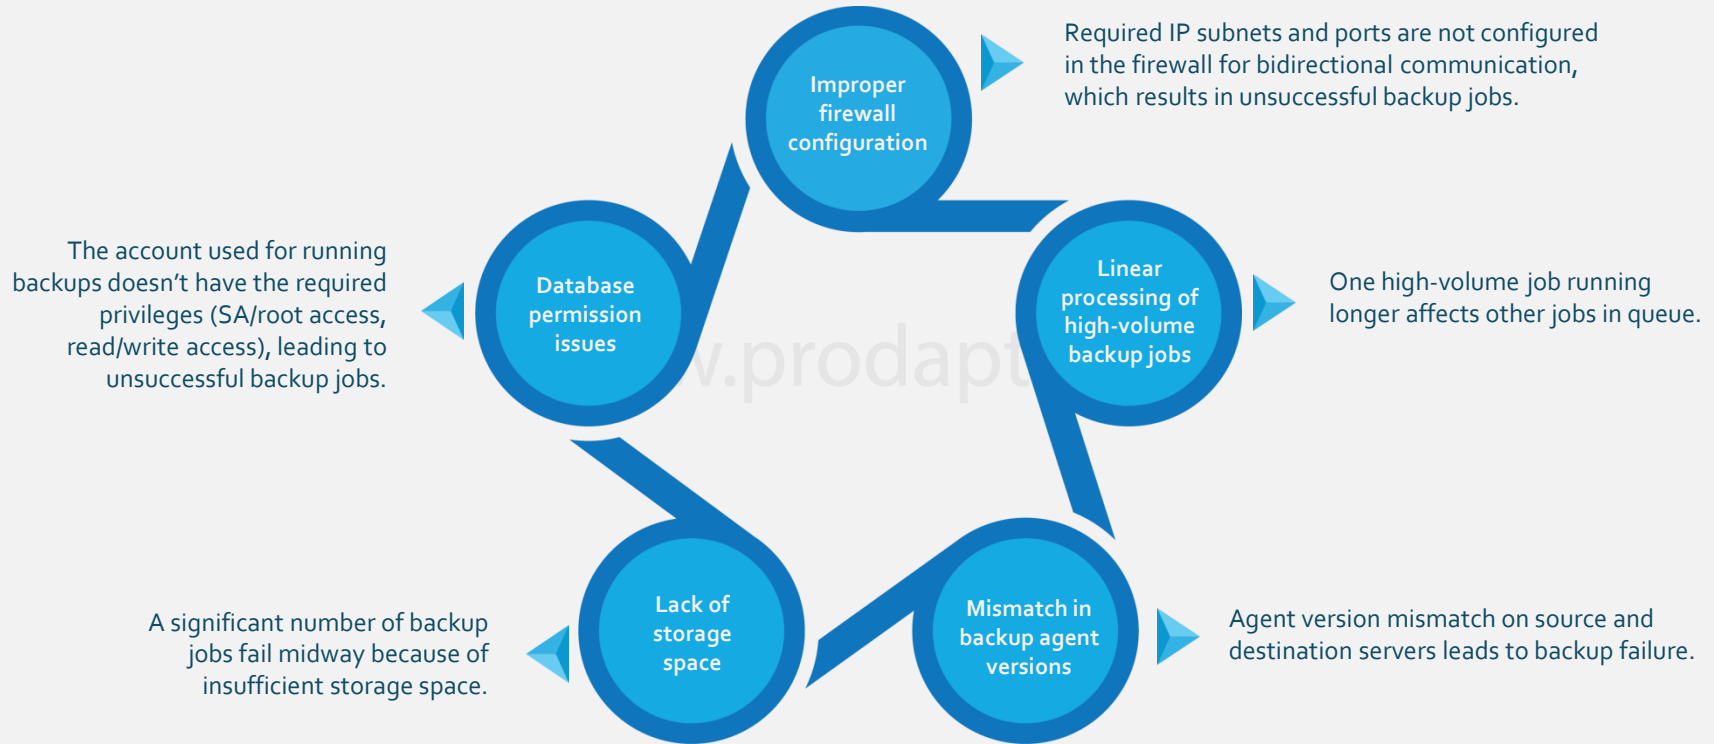 Improper
firewall
configuration
Required IP subnets and ports are not configured
in the firewall for bidirectional communication,
which results in unsuccessful backup jobs.
Linear
processing of
high-volume
backup jobs
One high-volume job running
longer affects other jobs in queue.
Mismatch in
backup agent
versions
Agent version mismatch on source and
destination servers leads to backup failure.
Lack of
storage
space
A significant number of backup
jobs fail midway because of
insufficient storage space.
Database
permission
issues
The account used for running
backups doesn’t have the required
privileges (SA/root access,
read/write access), leading to
unsuccessful backup jobs.
.prodapt